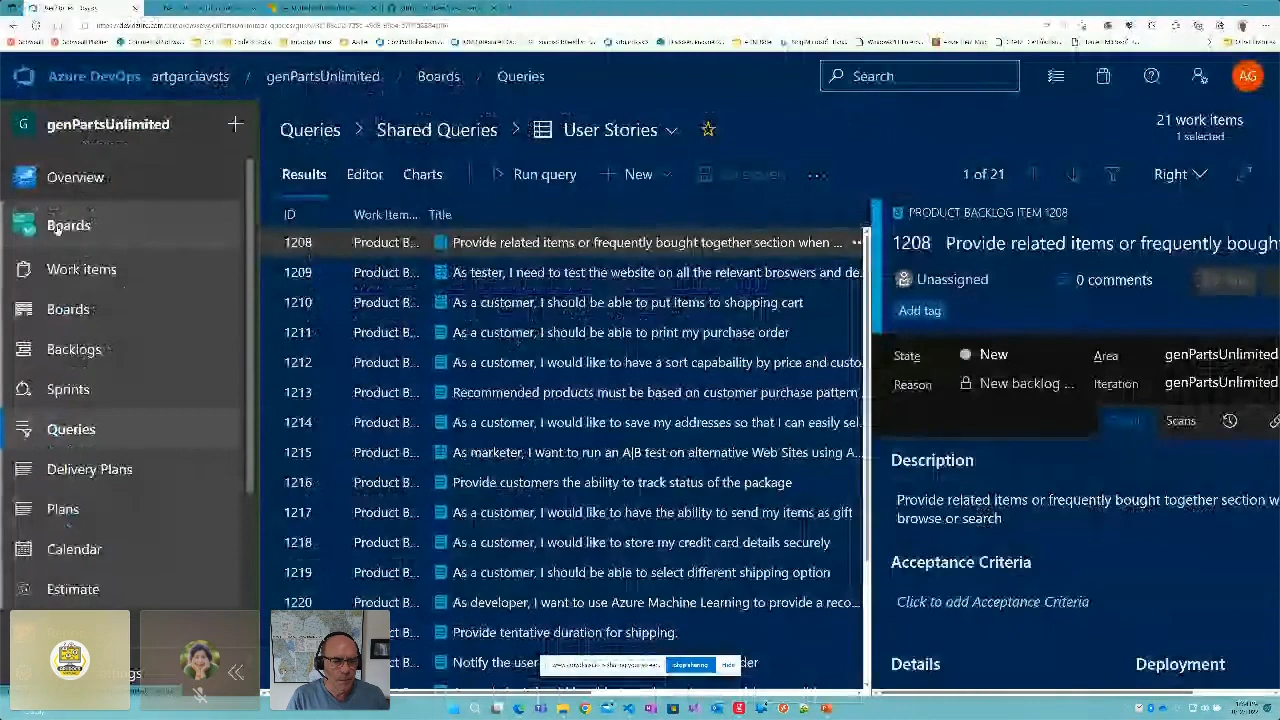 Azure DevOps artgarciavsts / genPartsUnlimited / Boards / Queries
Search
AG
G genPartsUnlimited
Overview
Boards
Work items
Boards
Backlogs
Sprints
Queries
Delivery Plans
Plans
Calendar
Estimate
Queries > Shared Queries > User Stories
21 work items
1 selected
Results Editor Charts Run query New
1 of 21
Right
ID Work Item... Title
1208 Product B... Provide related items or frequently bought together section when ...
1209 Product B... As tester, I need to test the website on all the relevant broswers and de...
1210 Product B... As a customer, I should be able to put items to shopping cart
1211 Product B... As a customer, I should be able to print my purchase order
1212 Product B... As a customer, I would like to have a sort capabaility by price and custo...
1213 Product B... Recommended products must be based on customer purchase pattern
1214 Product B... As a customer, I would like to save my addresses so that I can easily sel...
1215 Product B... As marketer, I want to run an A|B test on alternative Web Sites using A...
1216 Product B... Provide customers the ability to track status of the package
1217 Product B... As a customer, I would like to have the ability to send my items as gift
1218 Product B... As a customer, I would like to store my credit card details securely
1219 Product B... As a customer, I should be able to select different shipping option
1220 Product B... As developer, I want to use Azure Machine Learning to provide a reco...
Product B... Provide tentative duration for shipping.
Product B... Notify the user
Hide
PRODUCT BACKLOG ITEM 1208
1208 Provide related items or frequently bough
Unassigned
0 comments
Add tag
State New Area genPartsUnlimited
Reason New backlog ... Iteration genPartsUnlimited
Scans
Description
Provide related items or frequently bought together section w
browse or search
Acceptance Criteria
Click to add Acceptance Criteria
Details Deployment